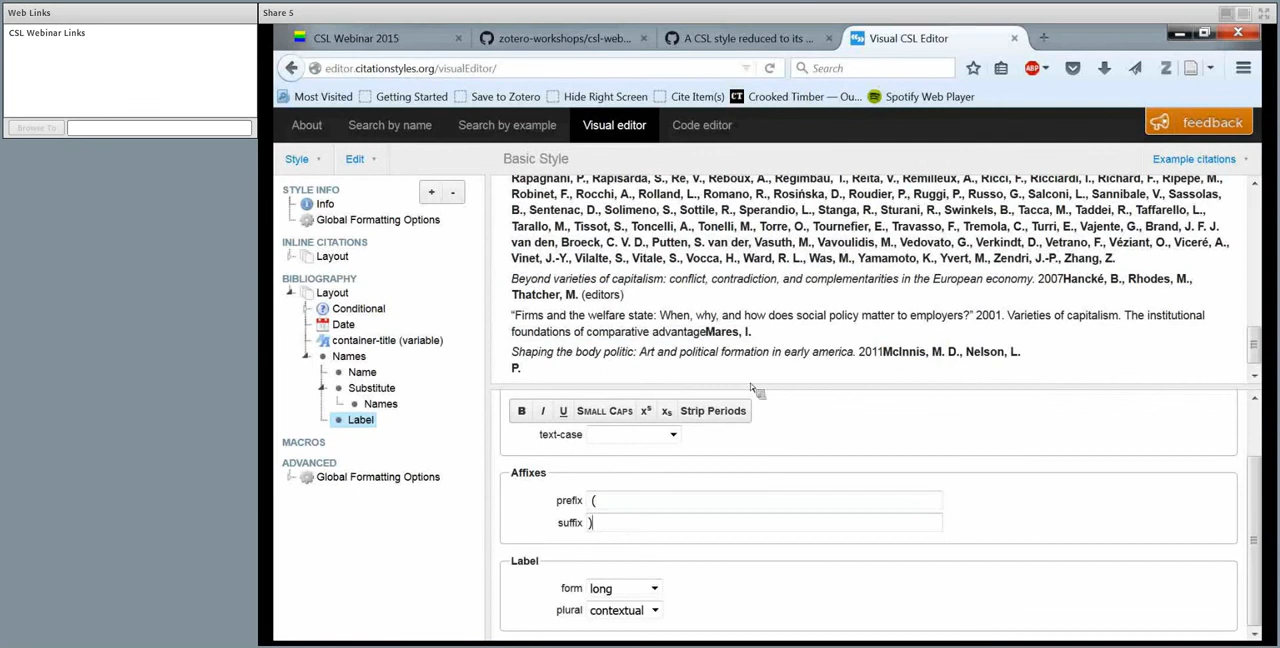 Web Links
CSL Webinar Links
Browse To
Share 5
CSL Webinar 2015
zotero-workshops/csl-web...
A CSL style reduced to its ...
Visual CSL Editor
editor.citationstyles.org/visualEditor/
Search
ABP
Most Visited
Getting Started
Save to Zotero
Hide Right Screen
Cite Item(s)
CT Crooked Timber — Ou...
Spotify Web Player
About
Search by name
Search by example
Visual editor
Code editor
feedback
Style
Edit
Basic Style
Example citations
STYLE INFO
+ -
Info
Global Formatting Options
INLINE CITATIONS
Layout
BIBLIOGRAPHY
Layout
Conditional
Date
container-title (variable)
Names
Name
Substitute
Names
Label
MACROS
ADVANCED
Global Formatting Options
Rapagnani, P., Rapisarda, S., Re, V., Reboux, A., Regimbau, T., Reita, V., Remilleux, A., Ricci, F., Ricciardi, I., Richard, F., Ripepe, M.,
Robinet, F., Rocchi, A., Rolland, L., Romano, R., Rosińska, D., Roudier, P., Ruggi, P., Russo, G., Salconi, L., Sannibale, V., Sassolas,
B., Sentenac, D., Solimeno, S., Sottile, R., Sperandio, L., Stanga, R., Sturani, R., Swinkels, B., Tacca, M., Taddei, R., Taffarello, L.,
Tarallo, M., Tissot, S., Toncelli, A., Tonelli, M., Torre, O., Tournefier, E., Travasso, F., Tremola, C., Turri, E., Vajente, G., Brand, J. F. J.
van den, Broeck, C. V. D., Putten, S. van der, Vasuth, M., Vavoulidis, M., Vedovato, G., Verkindt, D., Vetrano, F., Véziant, O., Viceré, A.,
Vinet, J.-Y., Vilalte, S., Vitale, S., Vocca, H., Ward, R. L., Was, M., Yamamoto, K., Yvert, M., Zendri, J.-P., Zhang, Z.
Beyond varieties of capitalism: conflict, contradiction, and complementarities in the European economy. 2007Hancké, B., Rhodes, M.,
Thatcher, M. (editors)
“Firms and the welfare state: When, why, and how does social policy matter to employers?” 2001. Varieties of capitalism. The institutional
foundations of comparative advantageMares, I.
Shaping the body politic: Art and political formation in early america. 2011McInnis, M. D., Nelson, L.
P.
B I U SMALL CAPS x^s x_s Strip Periods
text-case
Affixes
prefix (
suffix )
Label
form long
plural contextual